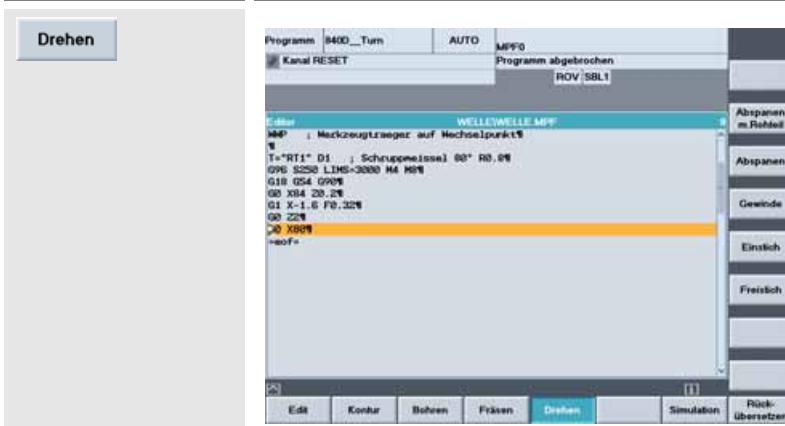 Drehen
Programm 840D__Turn AUTO MPF0
Kanal RESET Programm abgebrochen
ROV SBL1
Editor WELLE\WELLE.MPF 9
WWP ; Werkzeugtraeger auf Wechselpunkt¶
¶
T="RT1" D1 ; Schruppmeissel 80° R0.8¶
G96 S250 LIMS=3000 M4 M8¶
G18 G54 G90¶
G0 X84 Z0.2¶
G1 X-1.6 F0.32¶
G0 Z2¶
G0 X80¶
=eof=
Abspanen
m.Rohteil
Abspanen
Gewinde
Einstich
Freistich
Edit Kontur Bohren Fräsen Drehen Simulation Rück-
übersetzen